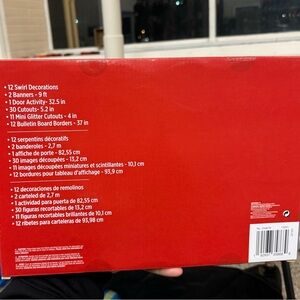 • 12 Swirl Decorations
• 2 Banners - 9 ft
• 1 Door Activity- 32.5 in
• 30 Cutouts- 5.2 in
• 11 Mini Glitter Cutouts - 4 in
• 12 Bulletin Board Borders - 37 in
• 12 serpentins décoratifs
• 2 banderoles - 2,7 m
• 1 affiche de porte - 82,55 cm
• 30 images découpées - 13,2 cm
• 11 images découpées miniatures et scintillantes - 10,1 cm
• 12 bordures pour tableau d'affichage - 93,9 cm
• 12 decoraciones de remolinos
• 2 carteled de 2,7 m
• 1 actividad para puerta de 82,55 cm
• 30 figuras recortables de 13,2 cm
• 11 figuras recortables brillantes de 10,1 cm
• 12 ribetes para carteleras de 93,98 cm